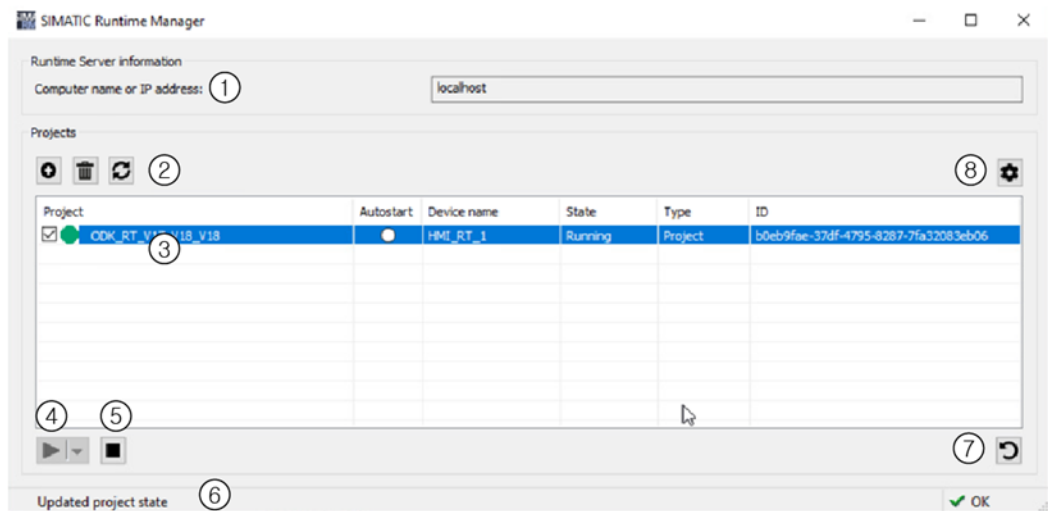 SIMATIC Runtime Manager
Runtime Server information
Computer name or IP address: ① localhost
Projects
② ⑧
Project Autostart Device name State Type ID
ODK_RT_V17_V18_V18 HMI_RT_1 Running Project b0eb9fae-37df-4795-8287-7fa32083eb06
③
④ ⑤
⑦
Updated project state ⑥ OK